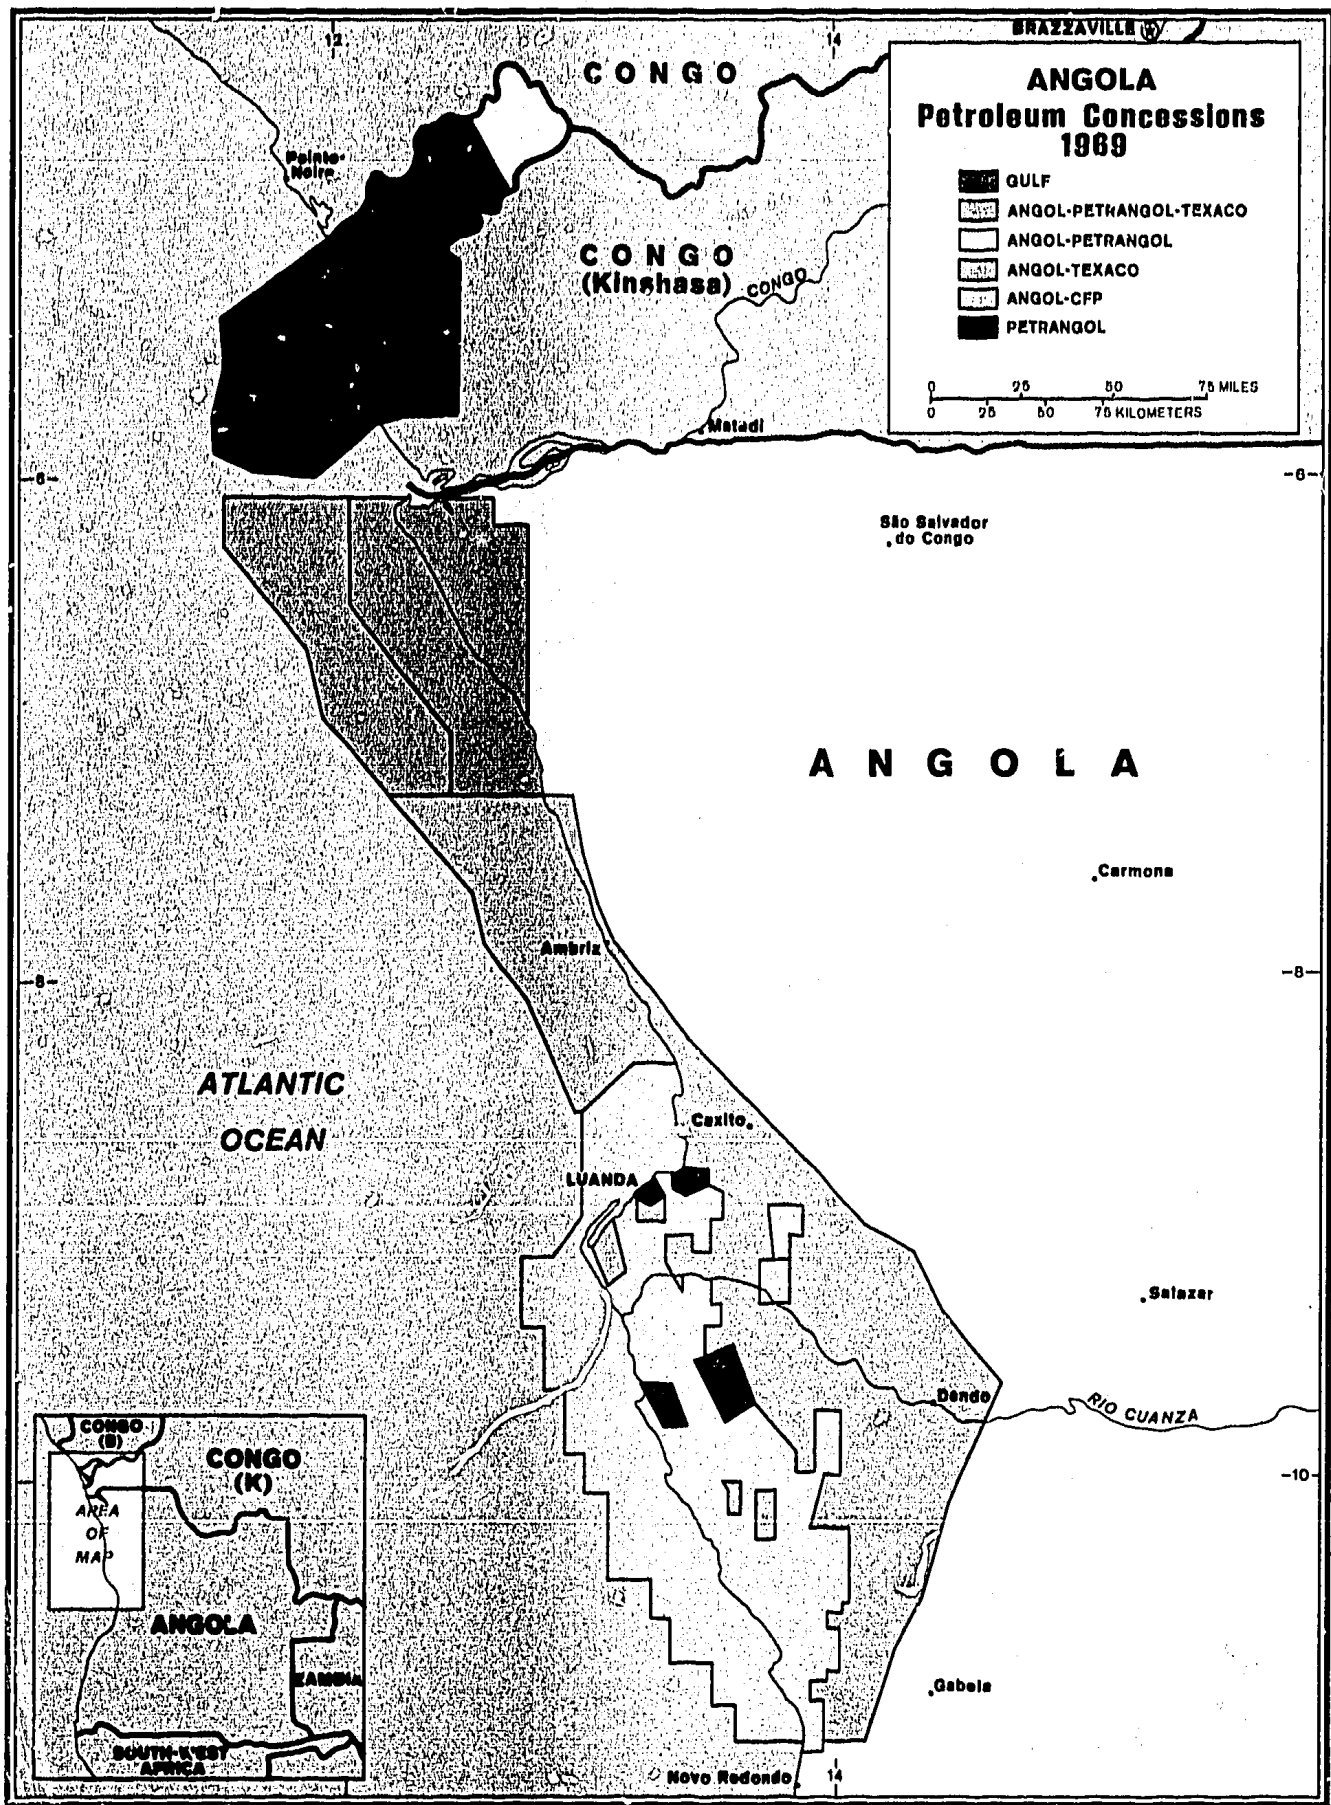 12
14
BRAZZAVILLE
CONGO
ANGOLA
Petroleum Concessions
1969
GULF
ANGOL-PETRANGOL-TEXACO
ANGOL-PETRANGOL
ANGOL-TEXACO
ANGOL-CFP
PETRANGOL
0 25 50 75 MILES
0 25 50 75 KILOMETERS
Pointe-
Noire
CONGO
(Kinshasa)
CONGO
Matadi
-6-
-6-
São Salvador
do Congo
ANGOLA
Carmona
Ambriz
-8-
-8-
ATLANTIC
OCEAN
Caxito
LUANDA
Salazar
Dondo
RIO CUANZA
-10-
CONGO
(B)
CONGO
(K)
AREA
OF
MAP
ANGOLA
ZAMBIA
SOUTH-WEST
AFRICA
Gabela
Novo Redondo
14